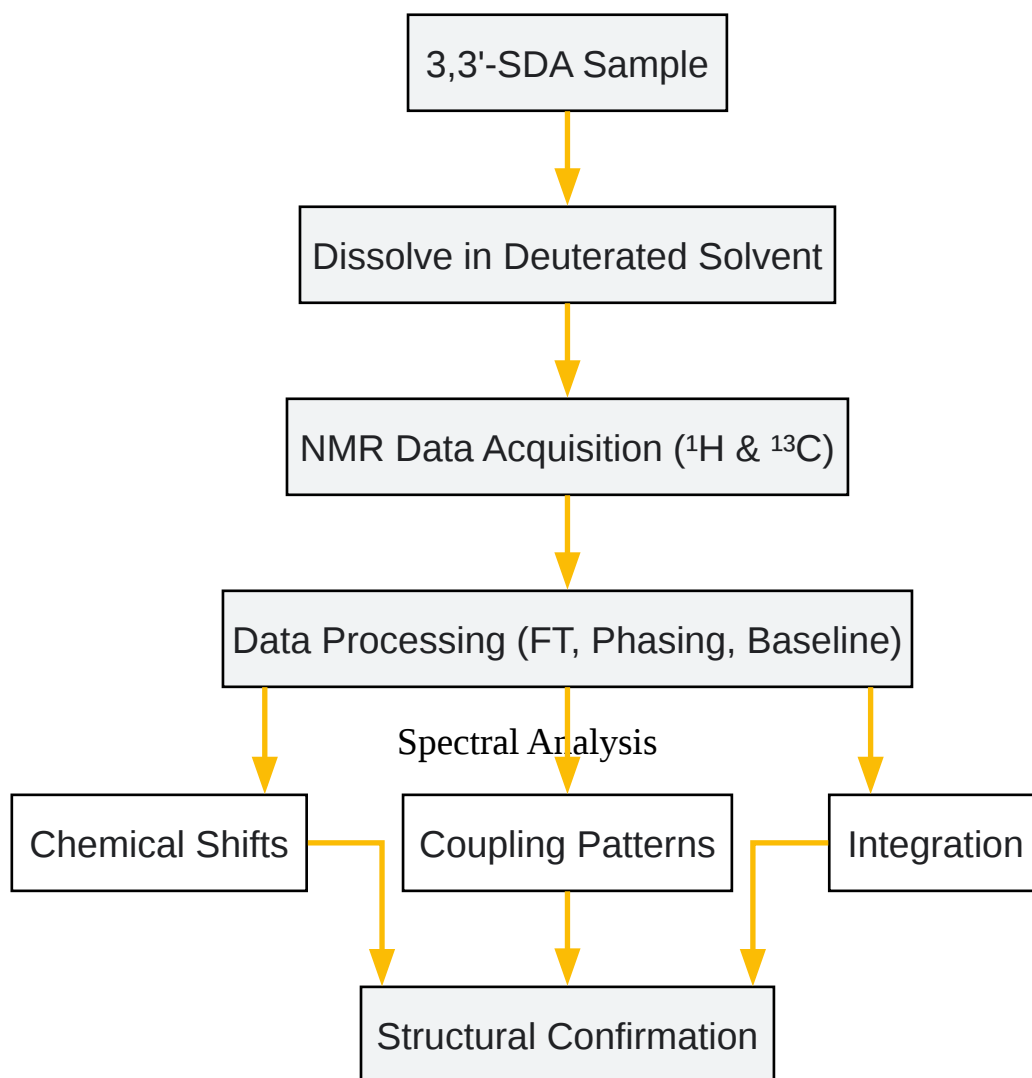 3,3'-SDA Sample
Dissolve in Deuterated Solvent
NMR Data Acquisition (¹H & ¹³C)
Data Processing (FT, Phasing, Baseline)
Spectral Analysis
Chemical Shifts
Coupling Patterns
Integration
Structural Confirmation